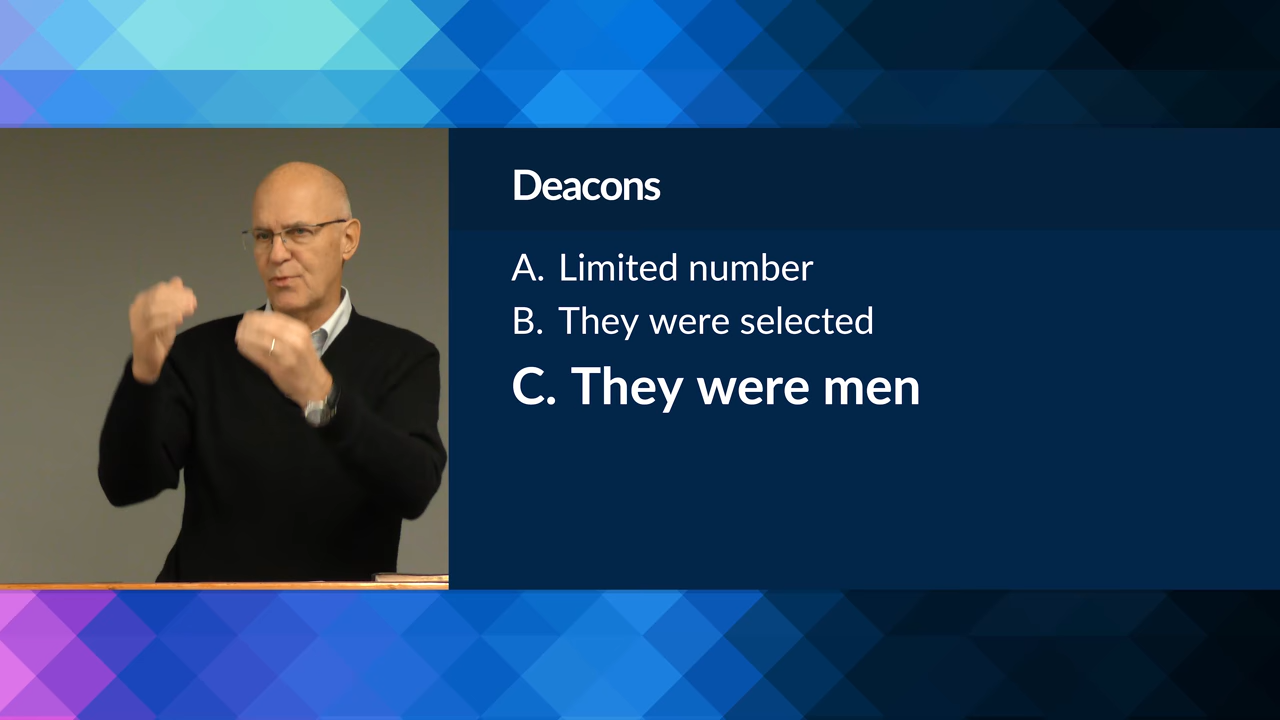 Deacons
A. Limited number
B. They were selected
C. They were men